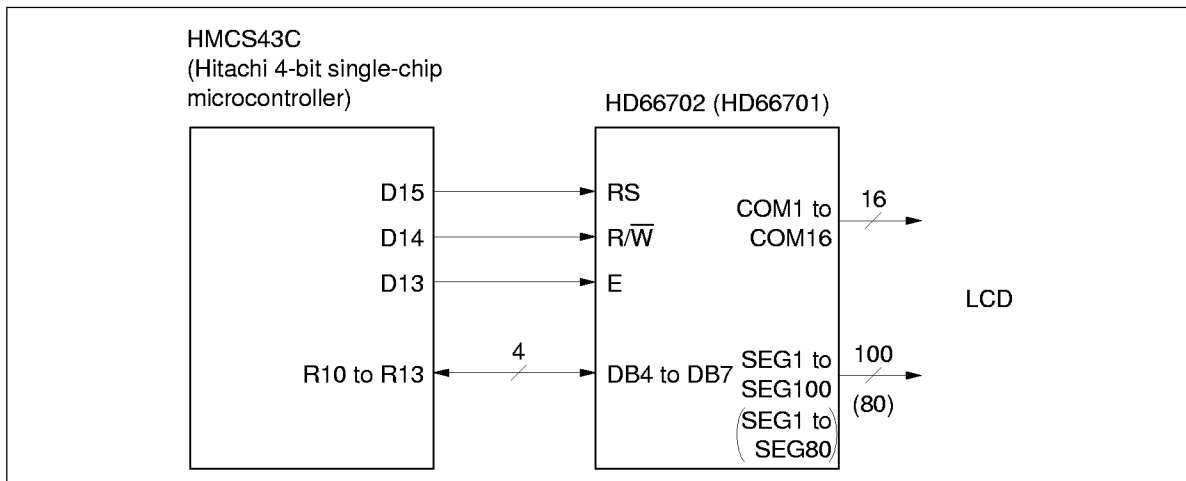 HMCS43C
(Hitachi 4-bit single-chip
microcontroller)
HD66702 (HD66701)
D15
RS
D14
R/W̅
D13
E
R10 to R13
4
DB4 to DB7
COM1 to
COM16
16
SEG1 to
SEG100
(SEG1 to
SEG80)
100
(80)
LCD